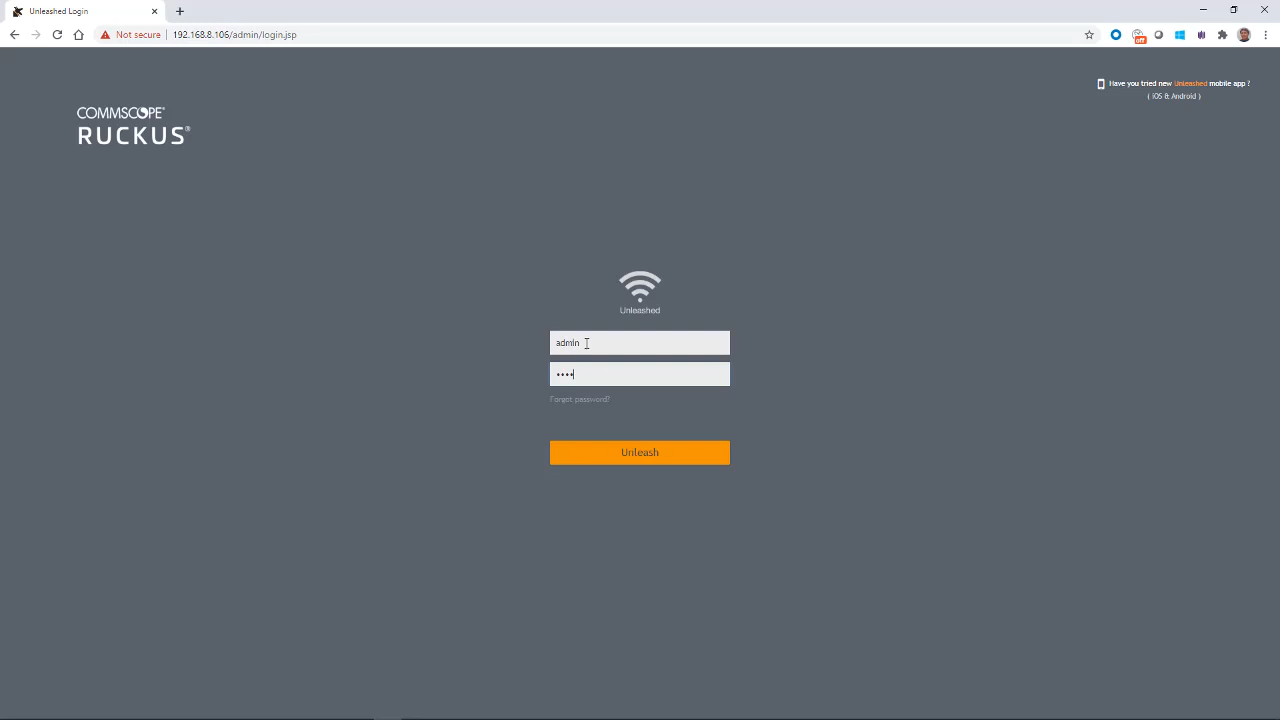 Unleashed Login
Not secure
192.168.8.106/admin/login.jsp
off
Have you tried new Unleashed mobile app ?
( iOS & Android )
COMMSCOPE®
RUCKUS®
Unleashed
admin
••••
Forgot password?
Unleash